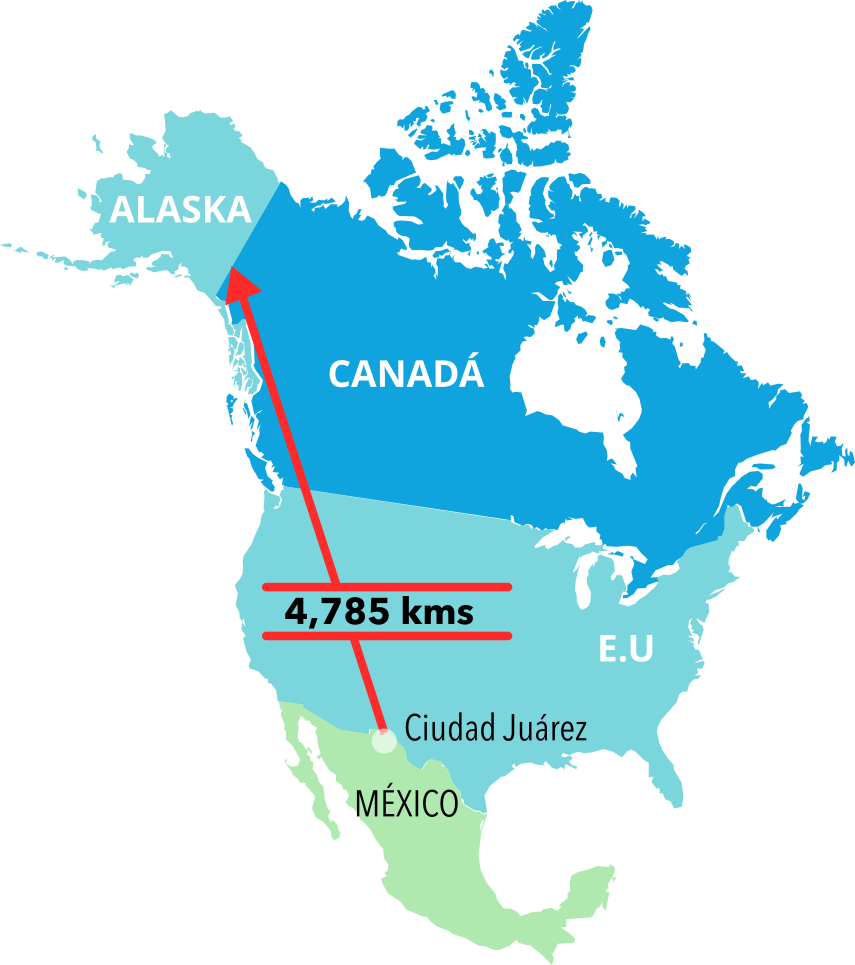 ALASKA
CANADÁ
4,785 kms
E.U
Ciudad Juárez
MÉXICO